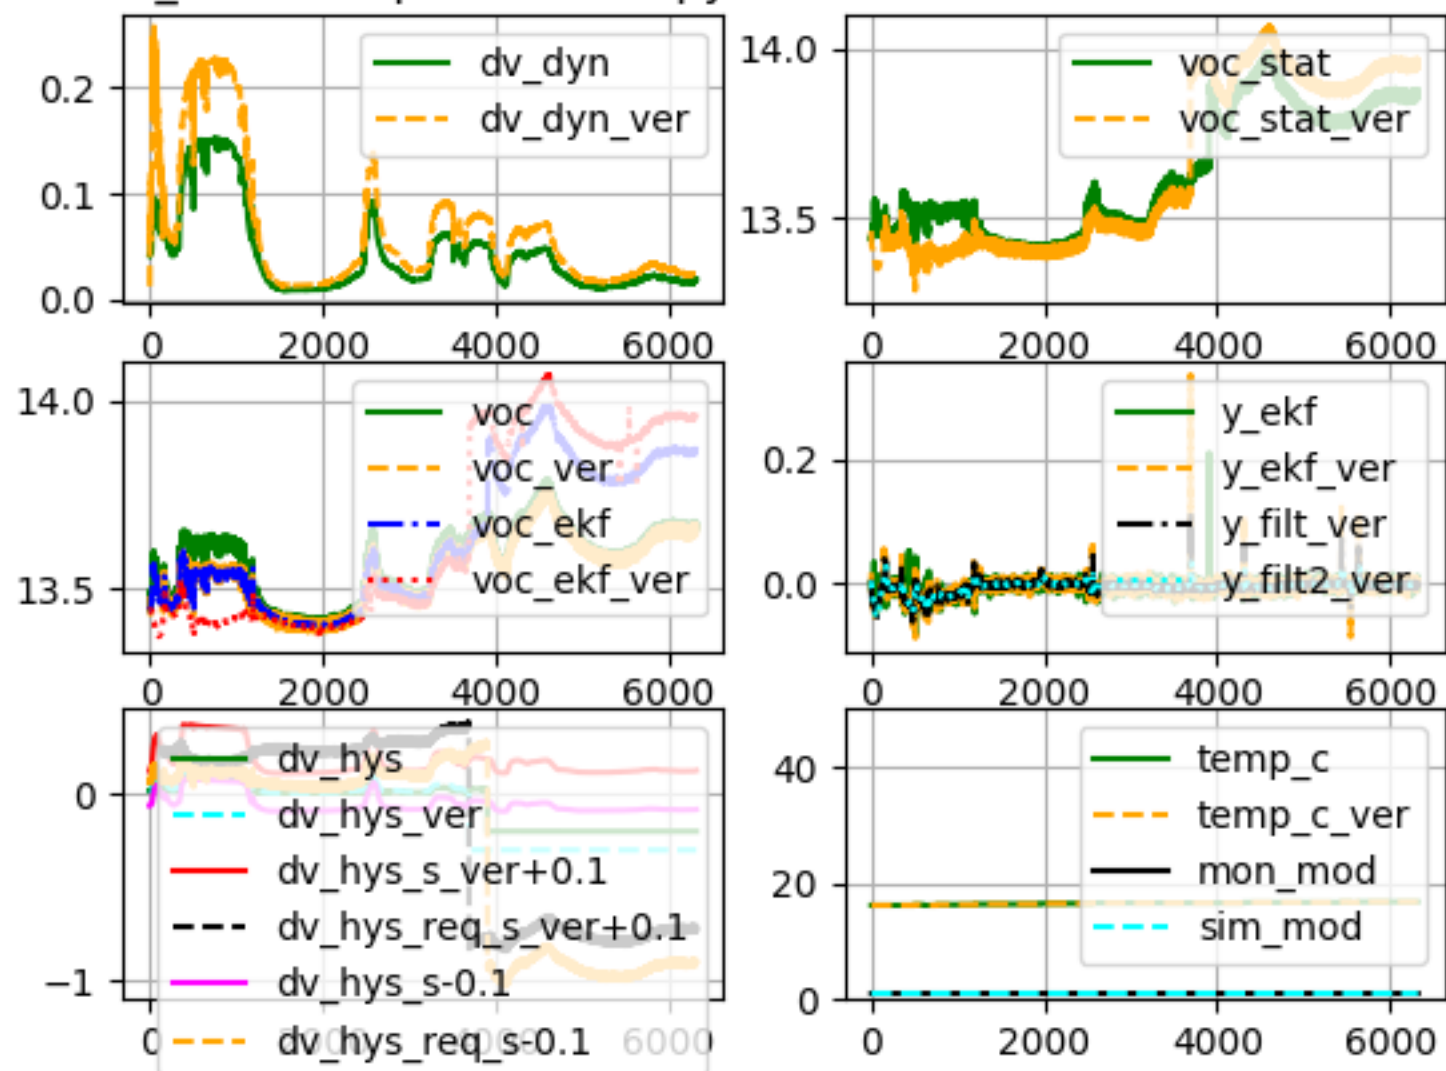 dv_dyn
dv_dyn_ver
0.2
0.1
0.0
0 2000 4000 6000
voc_stat
voc_stat_ver
14.0
13.5
0 2000 4000 6000
voc
voc_ver
voc_ekf
voc_ekf_ver
14.0
13.5
0 2000 4000 6000
y_ekf
y_ekf_ver
y_filt_ver
y_filt2_ver
0.2
0.0
0 2000 4000 6000
dv_hys
dv_hys_ver
dv_hys_s_ver+0.1
dv_hys_req_s_ver+0.1
dv_hys_s-0.1
dv_hys_req_s-0.1
0
−1
0 6000
temp_c
temp_c_ver
mon_mod
sim_mod
40
20
0
0 2000 4000 6000